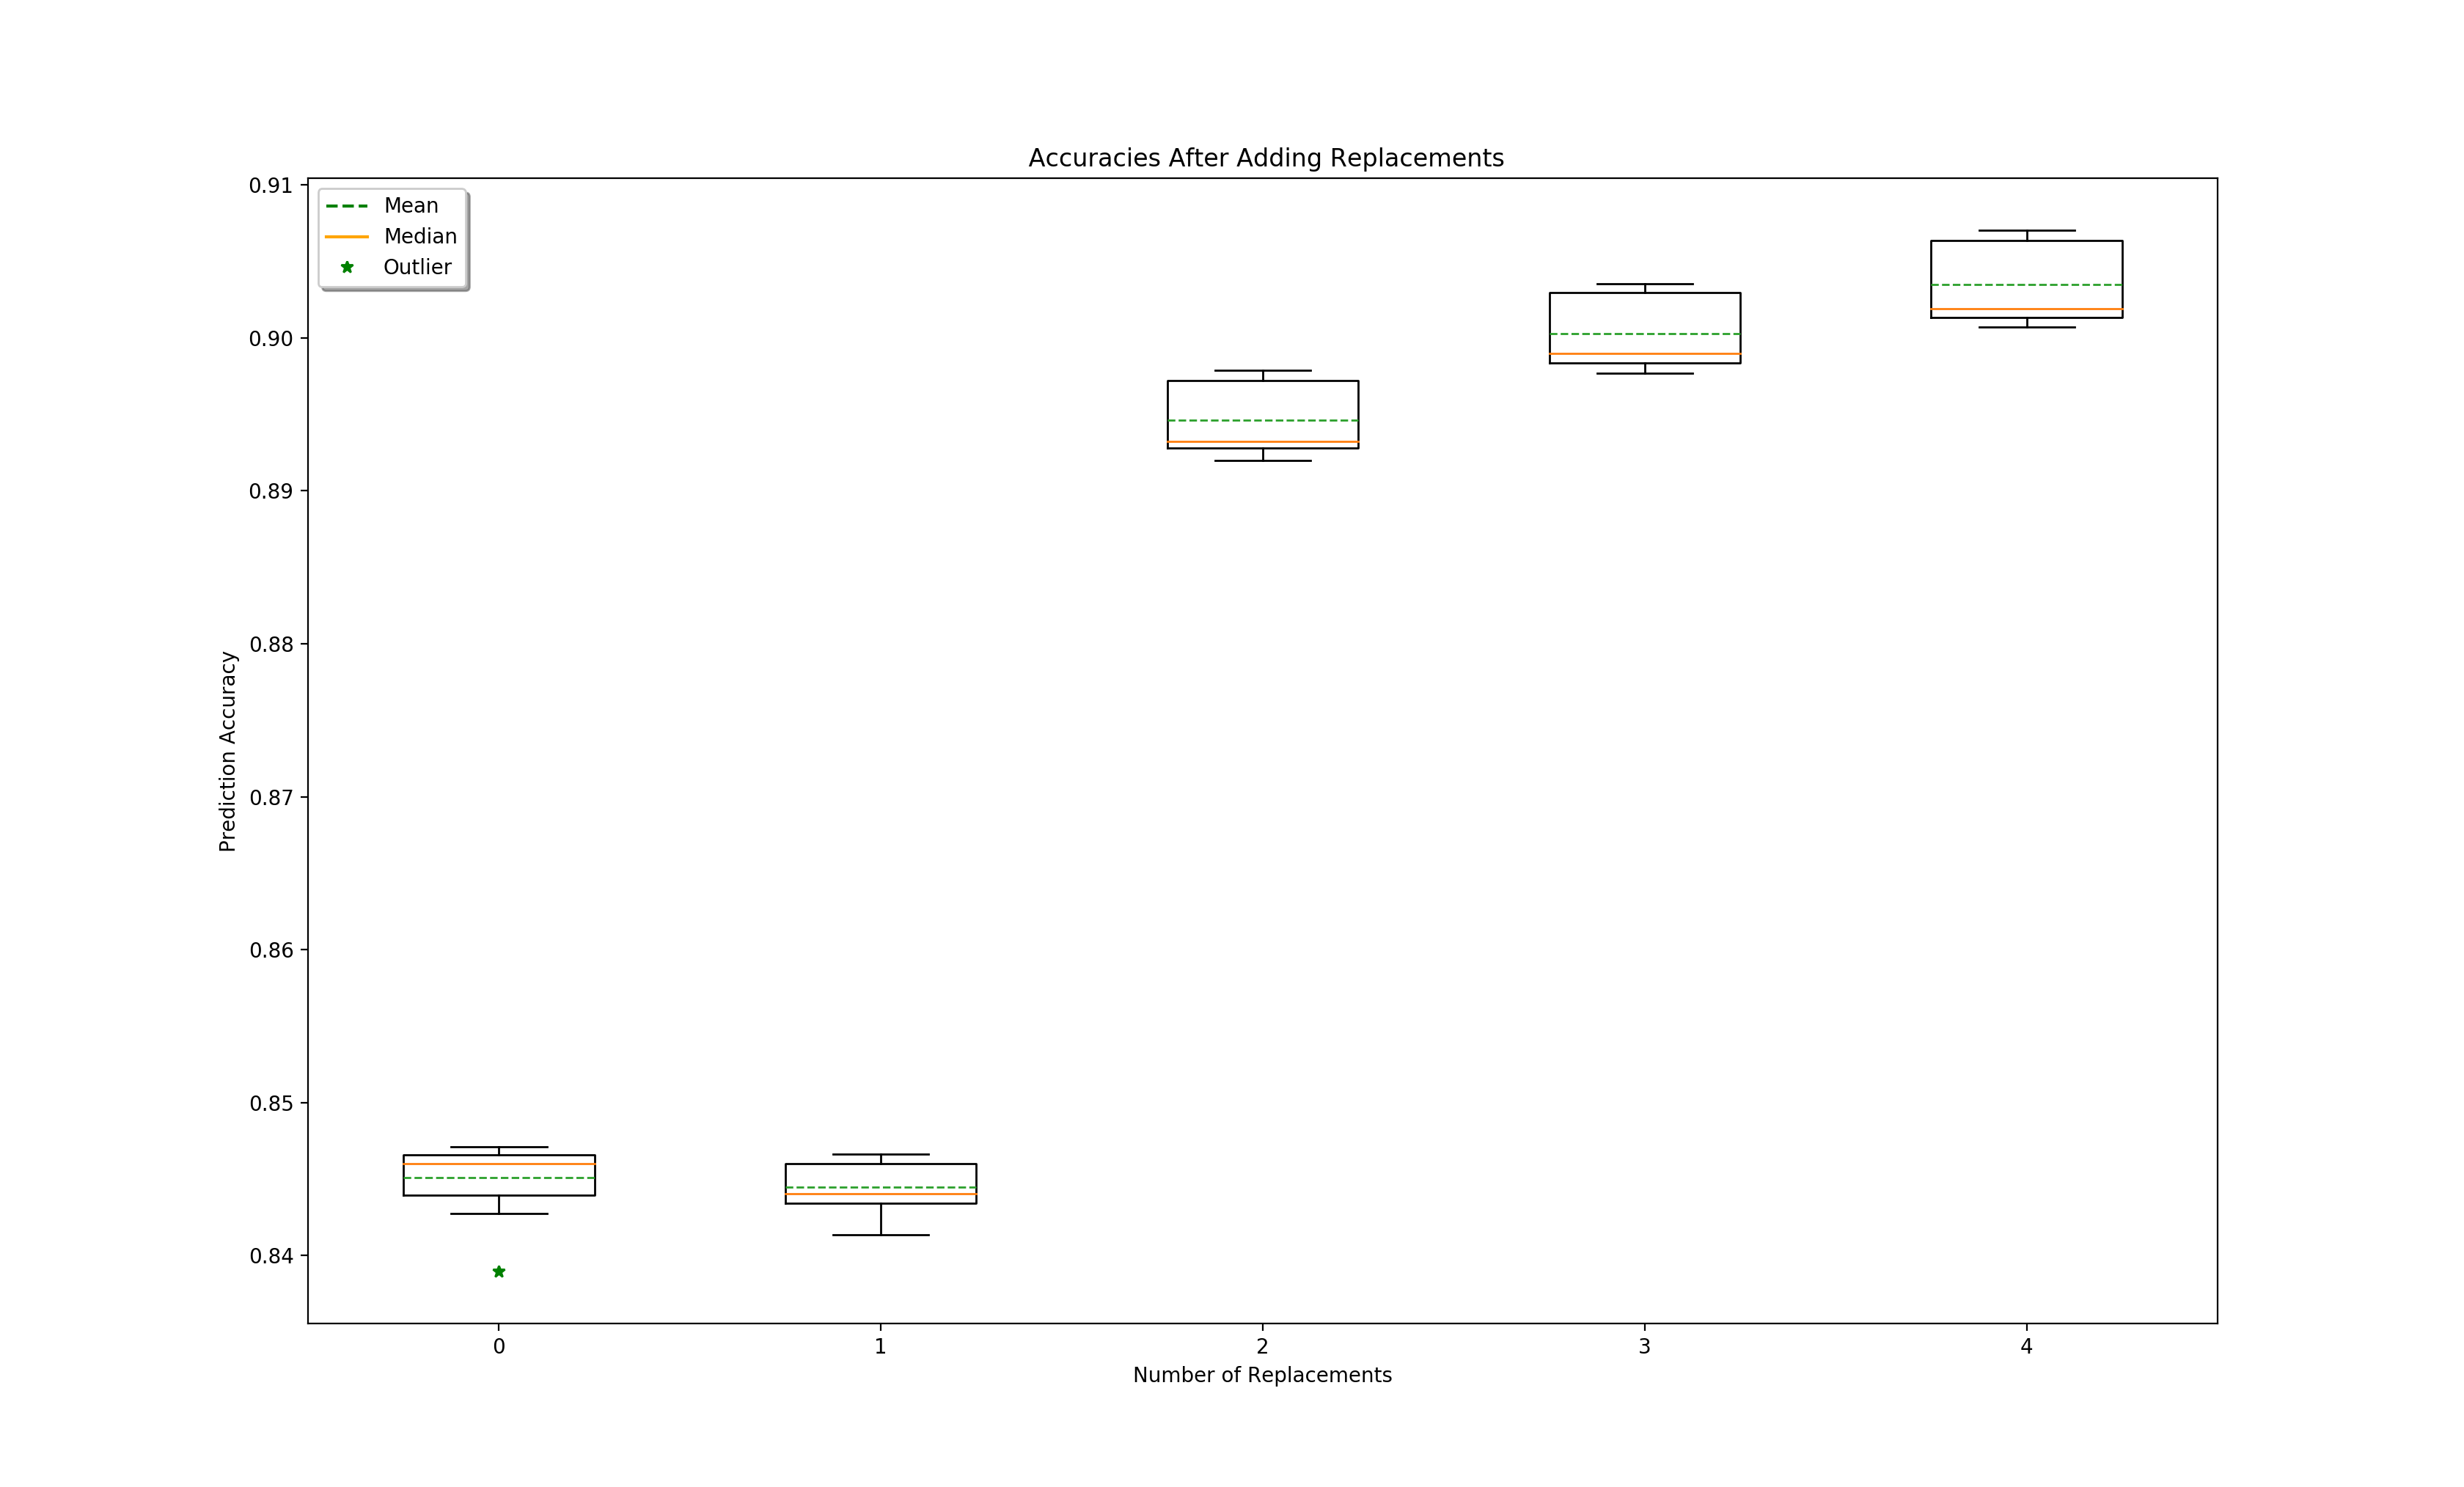 Accuracies After Adding Replacements
Mean
Median
Outlier
0.91
0.90
0.89
0.88
0.87
0.86
0.85
0.84
Prediction Accuracy
0 1 2 3 4
Number of Replacements